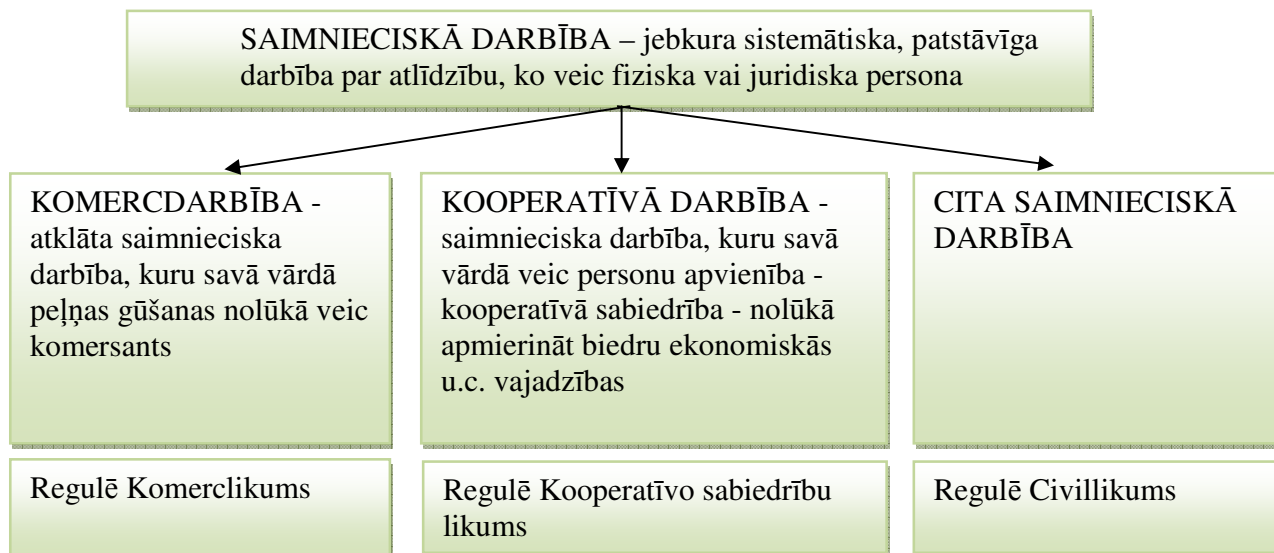 SAIMNIECISKĀ DARBĪBA – jebkura sistemātiska, patstāvīga
darbība par atlīdzību, ko veic fiziska vai juridiska persona
KOMERCDARBĪBA -
atklāta saimnieciska
darbība, kuru savā vārdā
peļņas gūšanas nolūkā veic
komersants
KOOPERATĪVĀ DARBĪBA -
saimnieciska darbība, kuru savā
vārdā veic personu apvienība -
kooperatīvā sabiedrība - nolūkā
apmierināt biedru ekonomiskās
u.c. vajadzības
CITA SAIMNIECISKĀ
DARBĪBA
Regulē Komerclikums
Regulē Kooperatīvo sabiedrību
likums
Regulē Civillikums